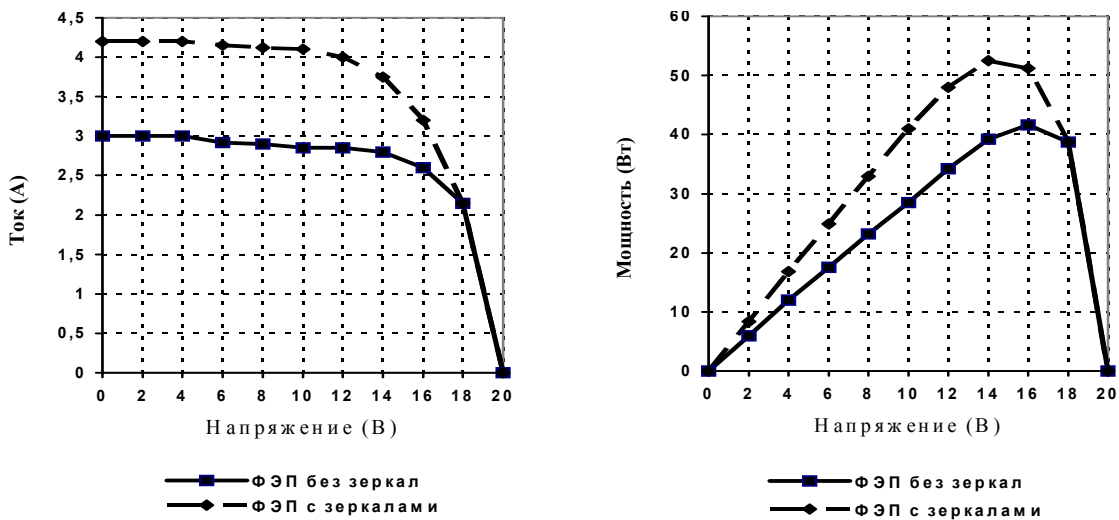 4,5
4
3,5
3
2,5
2
1,5
1
0,5
0
Ток (А)
0 2 4 6 8 10 12 14 16 18 20
Напряжение (В)
ФЭП без зеркал
ФЭП с зеркалами
60
50
40
30
20
10
0
Мощность (Вт)
0 2 4 6 8 10 12 14 16 18 20
Напряжение (В)
ФЭП без зеркал
ФЭП с зеркалами